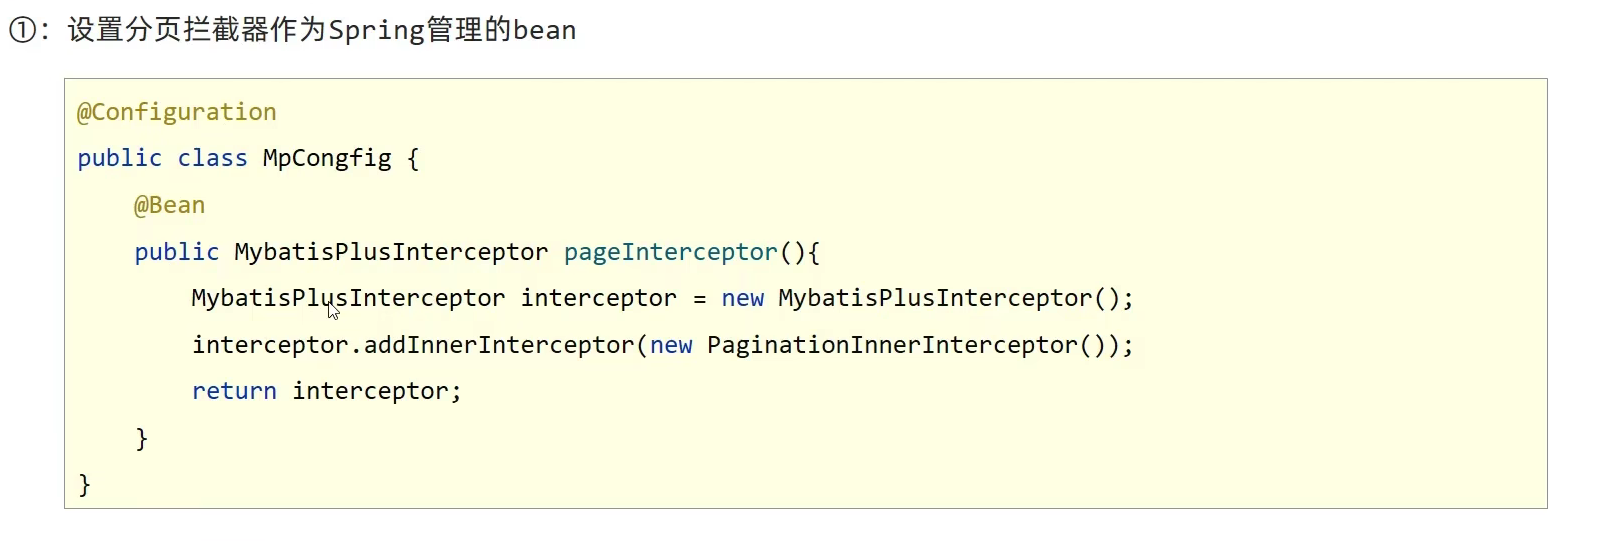 ①：设置分页拦截器作为Spring管理的bean
@Configuration
public class MpCongfig {
    @Bean
    public MybatisPlusInterceptor pageInterceptor(){
        MybatisPlusInterceptor interceptor = new MybatisPlusInterceptor();
        interceptor.addInnerInterceptor(new PaginationInnerInterceptor());
        return interceptor;
    }
}